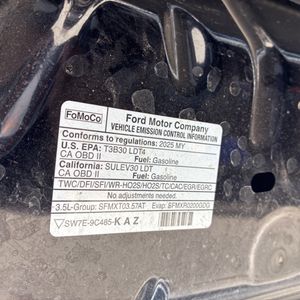 FoMoCo
Ford Motor Company
VEHICLE EMISSION CONTROL INFORMATION
Conforms to regulations: 2025 MY
U.S. EPA: T3B30 LDT4
CA OBD II Fuel: Gasoline
California: SULEV30 LDT
CA OBD II Fuel: Gasoline
TWC/DFI/SFI/WR-HO2S/HO2S/TC/CAC/EGR/EGRC
No adjustments needed.
3.5L-Group: SFMXT03.57AT Evap: SFMXR0200GDG
SW7E-9C485-KAZ